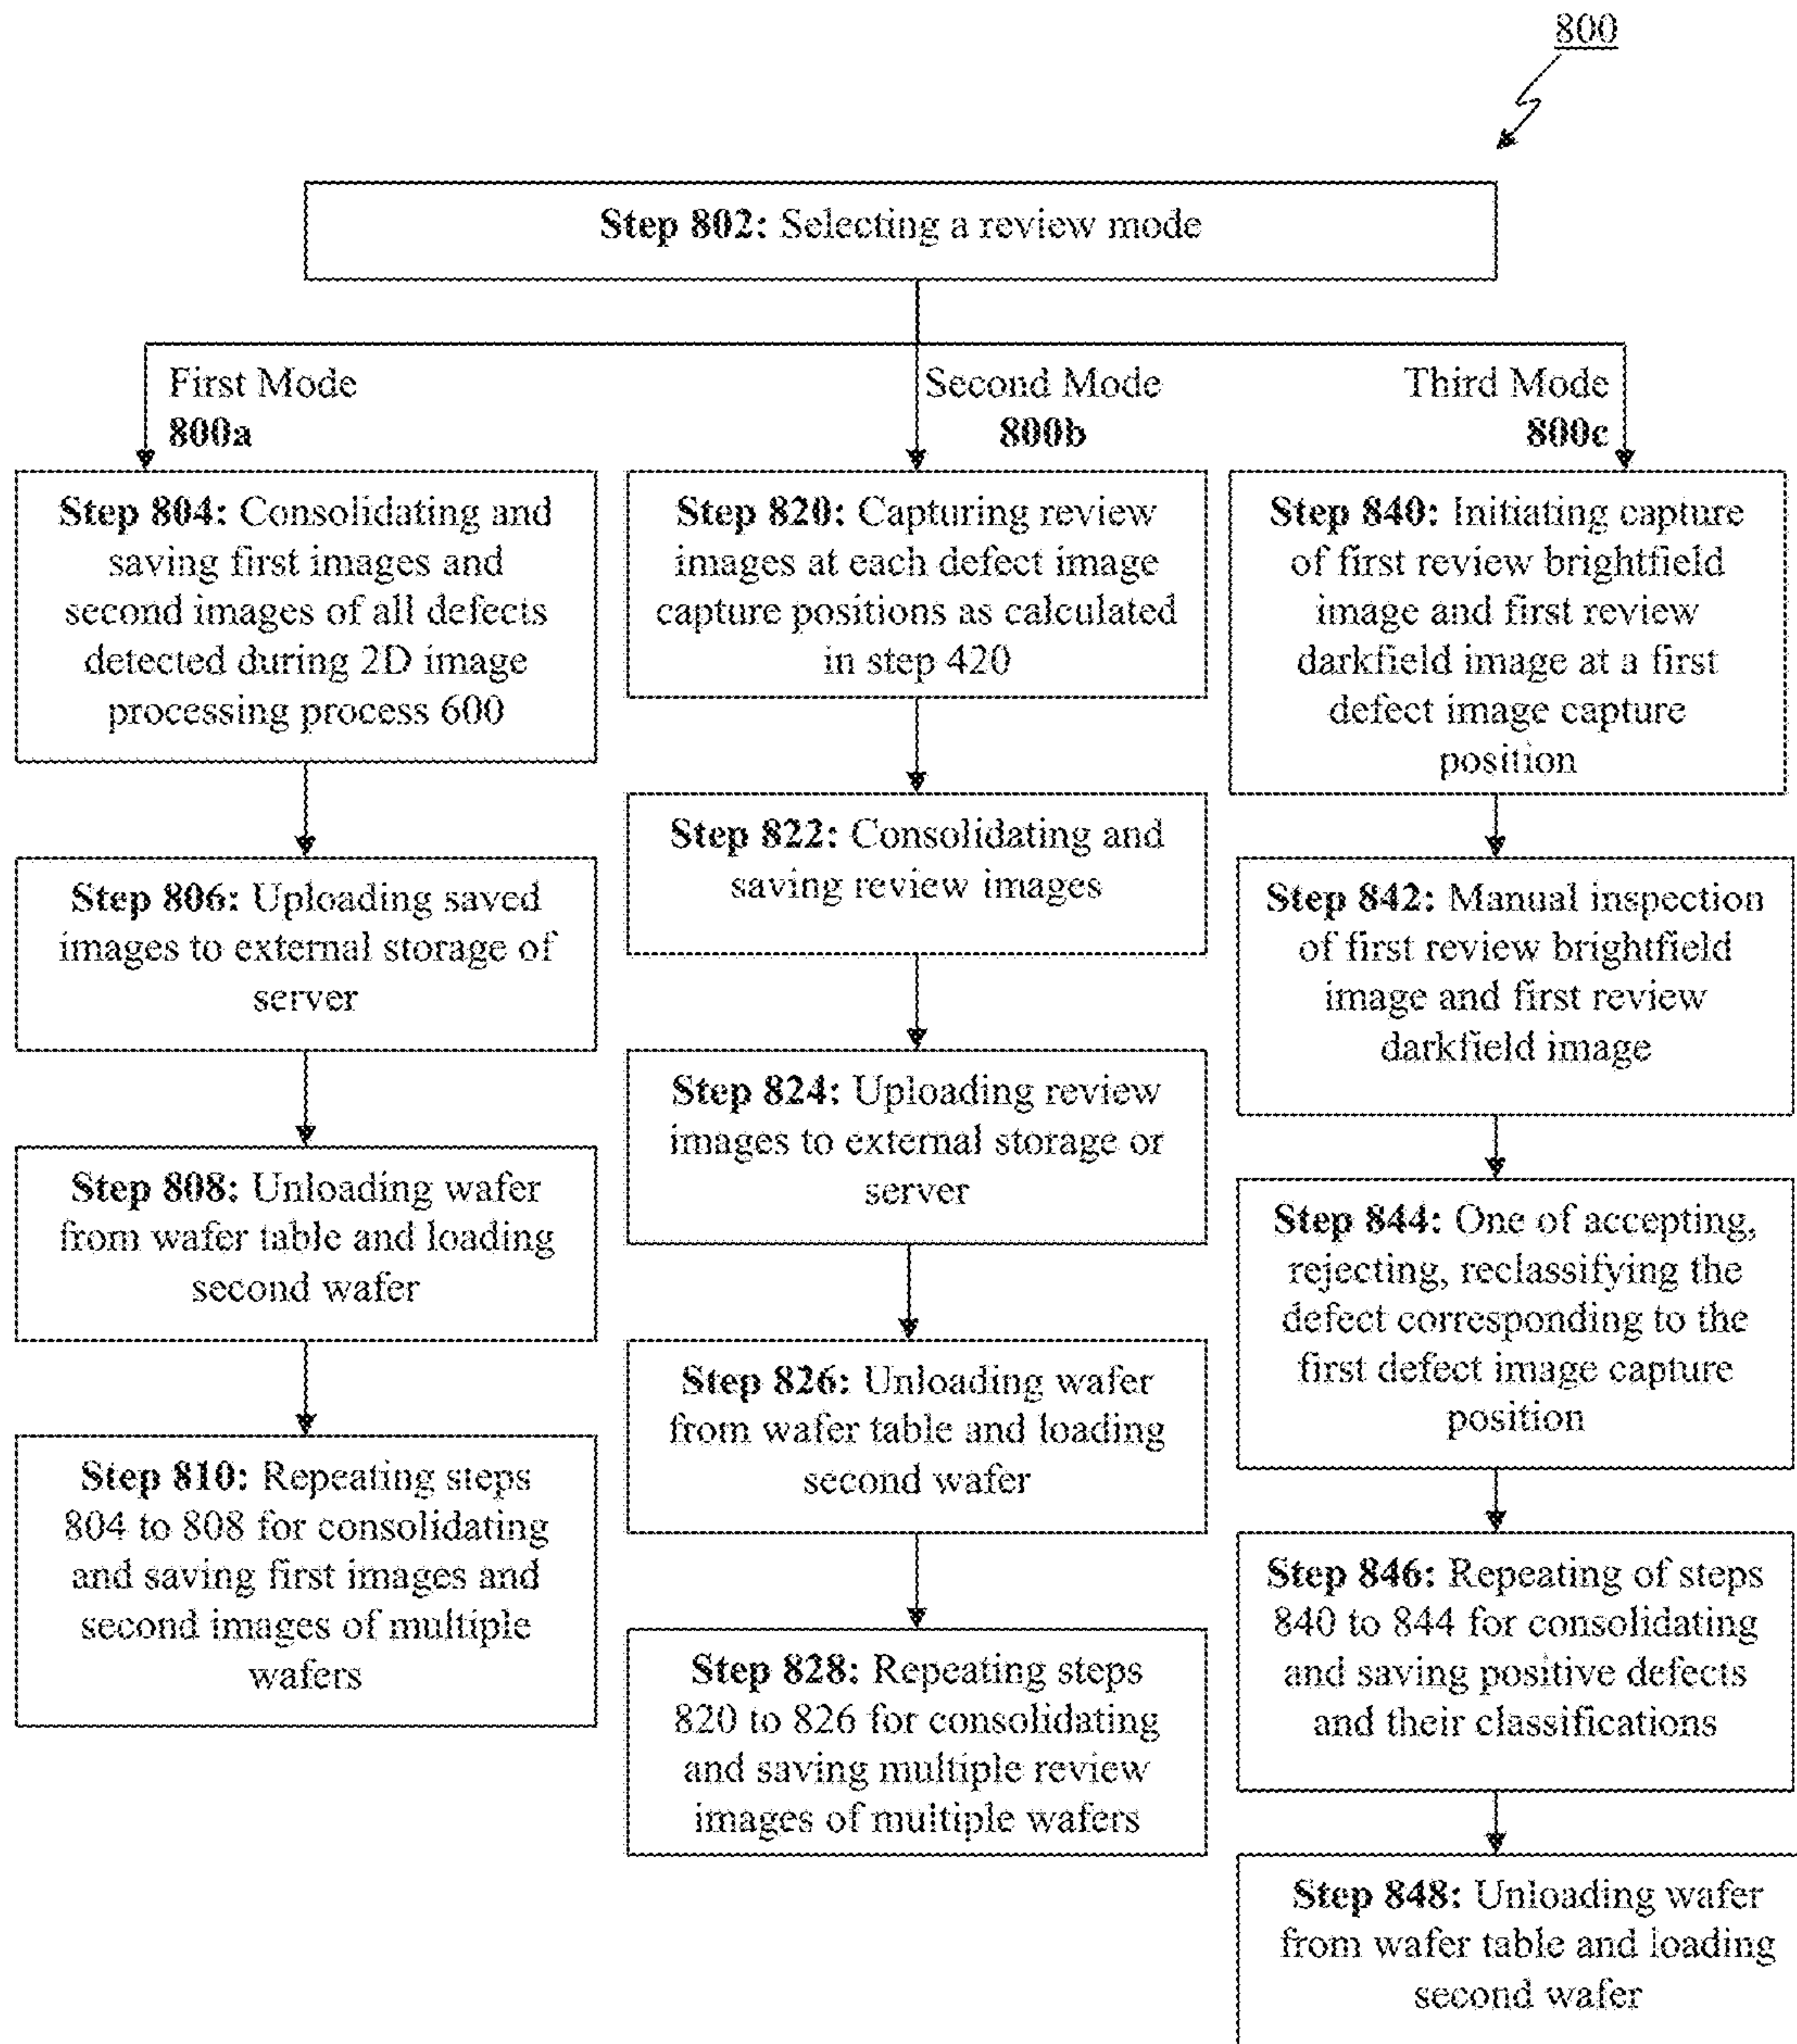 800
Step 802: Selecting a review mode
First Mode
800a
Second Mode
800b
Third Mode
800c
Step 804: Consolidating and
saving first images and
second images of all defects
detected during 2D image
processing process 600
Step 806: Uploading saved
images to external storage of
server
Step 808: Unloading wafer
from wafer table and loading
second wafer
Step 810: Repeating steps
804 to 808 for consolidating
and saving first images and
second images of multiple
wafers
Step 820: Capturing review
images at each defect image
capture positions as calculated
in step 420
Step 822: Consolidating and
saving review images
Step 824: Uploading review
images to external storage or
server
Step 826: Unloading wafer
from wafer table and loading
second wafer
Step 828: Repeating steps
820 to 826 for consolidating
and saving multiple review
images of multiple wafers
Step 840: Initiating capture
of first review brightfield
image and first review
darkfield image at a first
defect image capture
position
Step 842: Manual inspection
of first review brightfield
image and first review
darkfield image
Step 844: One of accepting,
rejecting, reclassifying the
defect corresponding to the
first defect image capture
position
Step 846: Repeating of steps
840 to 844 for consolidating
and saving positive defects
and their classifications
Step 848: Unloading wafer
from wafer table and loading
second wafer